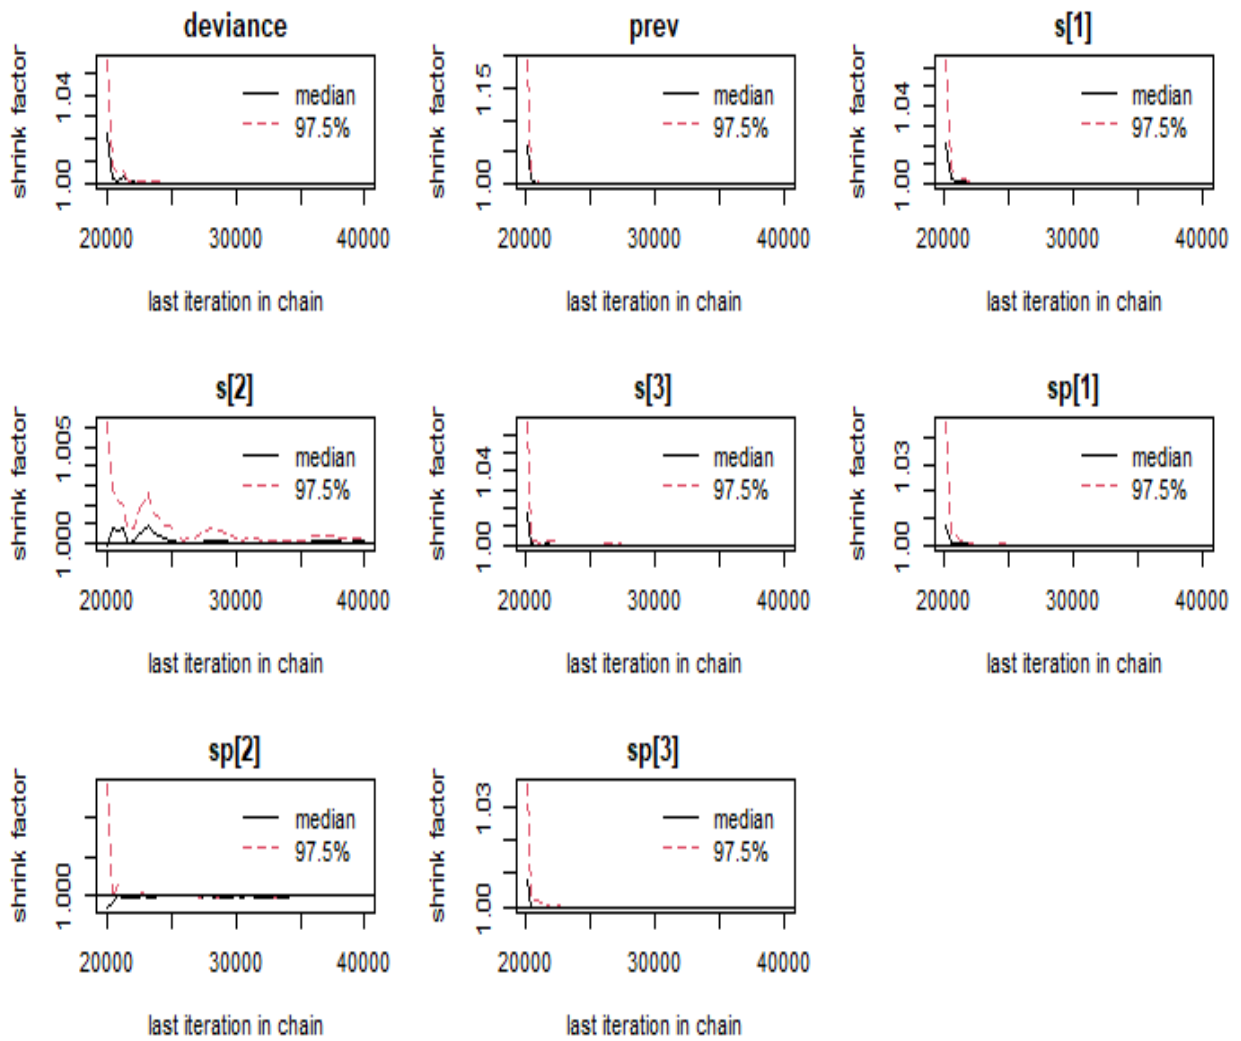 deviance
shrink factor
1.04
1.00
median
97.5%
20000 30000 40000
last iteration in chain
prev
shrink factor
1.15
1.00
median
97.5%
20000 30000 40000
last iteration in chain
s[1]
shrink factor
1.04
1.00
median
97.5%
20000 30000 40000
last iteration in chain
s[2]
shrink factor
1.005
1.000
median
97.5%
20000 30000 40000
last iteration in chain
s[3]
shrink factor
1.04
1.00
median
97.5%
20000 30000 40000
last iteration in chain
sp[1]
shrink factor
1.03
1.00
median
97.5%
20000 30000 40000
last iteration in chain
sp[2]
shrink factor
1.000
median
97.5%
20000 30000 40000
last iteration in chain
sp[3]
shrink factor
1.03
1.00
median
97.5%
20000 30000 40000
last iteration in chain